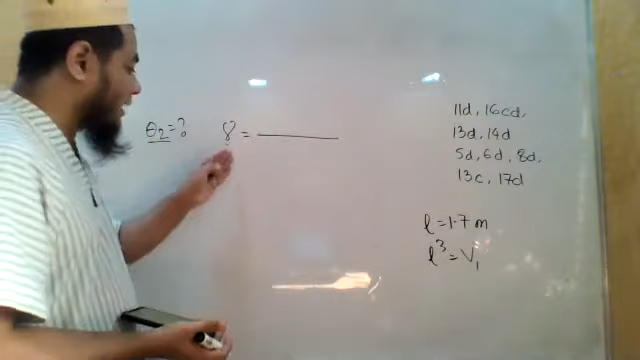 θ2=? γ = 
11d, 16cd,
13d, 14d
5d, 6d, 8d,
13c, 17d
l = 1.7 m
l³ = V1